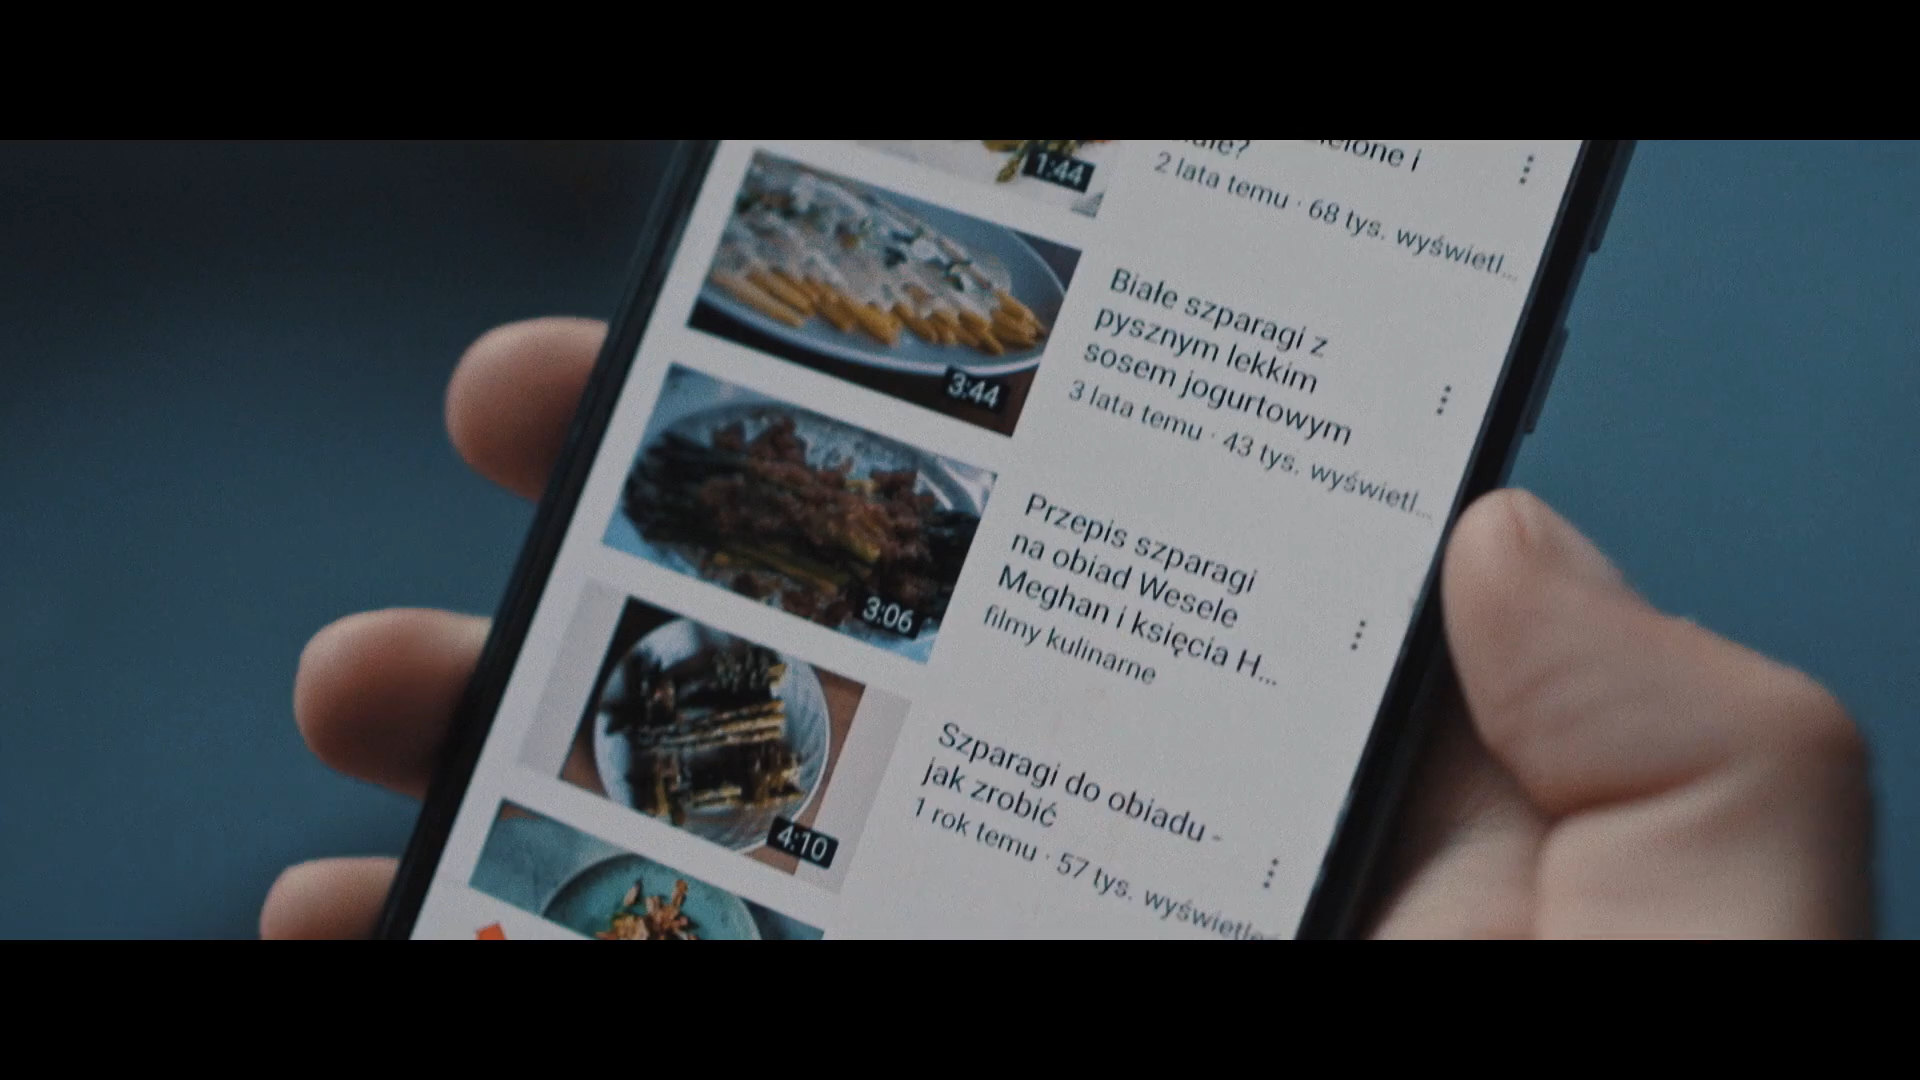 i
1:44
2 lata temu · 68 tys. wyświetl...
Białe szparagi z
pysznym lekkim
sosem jogurtowym
3 lata temu · 43 tys. wyświetl...
3:44
Przepis szparagi
na obiad Wesele
Meghan i księcia H...
filmy kulinarne
3:06
Szparagi do obiadu -
jak zrobić
1 rok temu · 57 tys. wyświetle
4:10